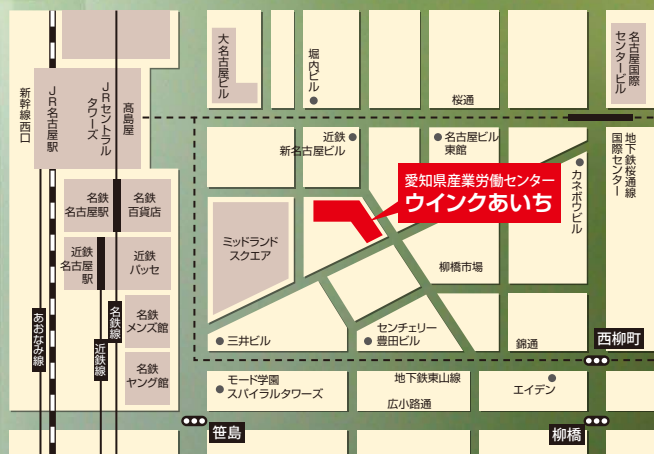 大名古屋ビル
堀内ビル
名古屋国際
センタービル
新幹線西口
JR名古屋駅
JRセントラル
タワーズ
髙島屋
桜通
近鉄
新名古屋ビル
名古屋ビル
東館
地下鉄桜通線
国際センター
カネボウビル
愛知県産業労働センター
ウインクあいち
名鉄
名古屋駅
名鉄
百貨店
ミッドランド
スクエア
近鉄
名古屋
駅
近鉄
パッセ
柳橋市場
あおなみ線
近鉄線
名鉄線
名鉄
メンズ館
三井ビル
センチェリー
豊田ビル
錦通
西柳町
名鉄
ヤング館
モード学園
スパイラルタワーズ
地下鉄東山線
広小路通
エイデン
笹島
柳橋